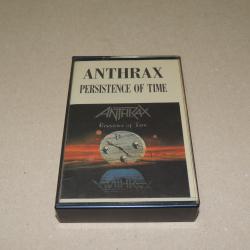 ANTHRAX
PERSISTENCE OF TIME
ANTHRAX
Persistence of Time